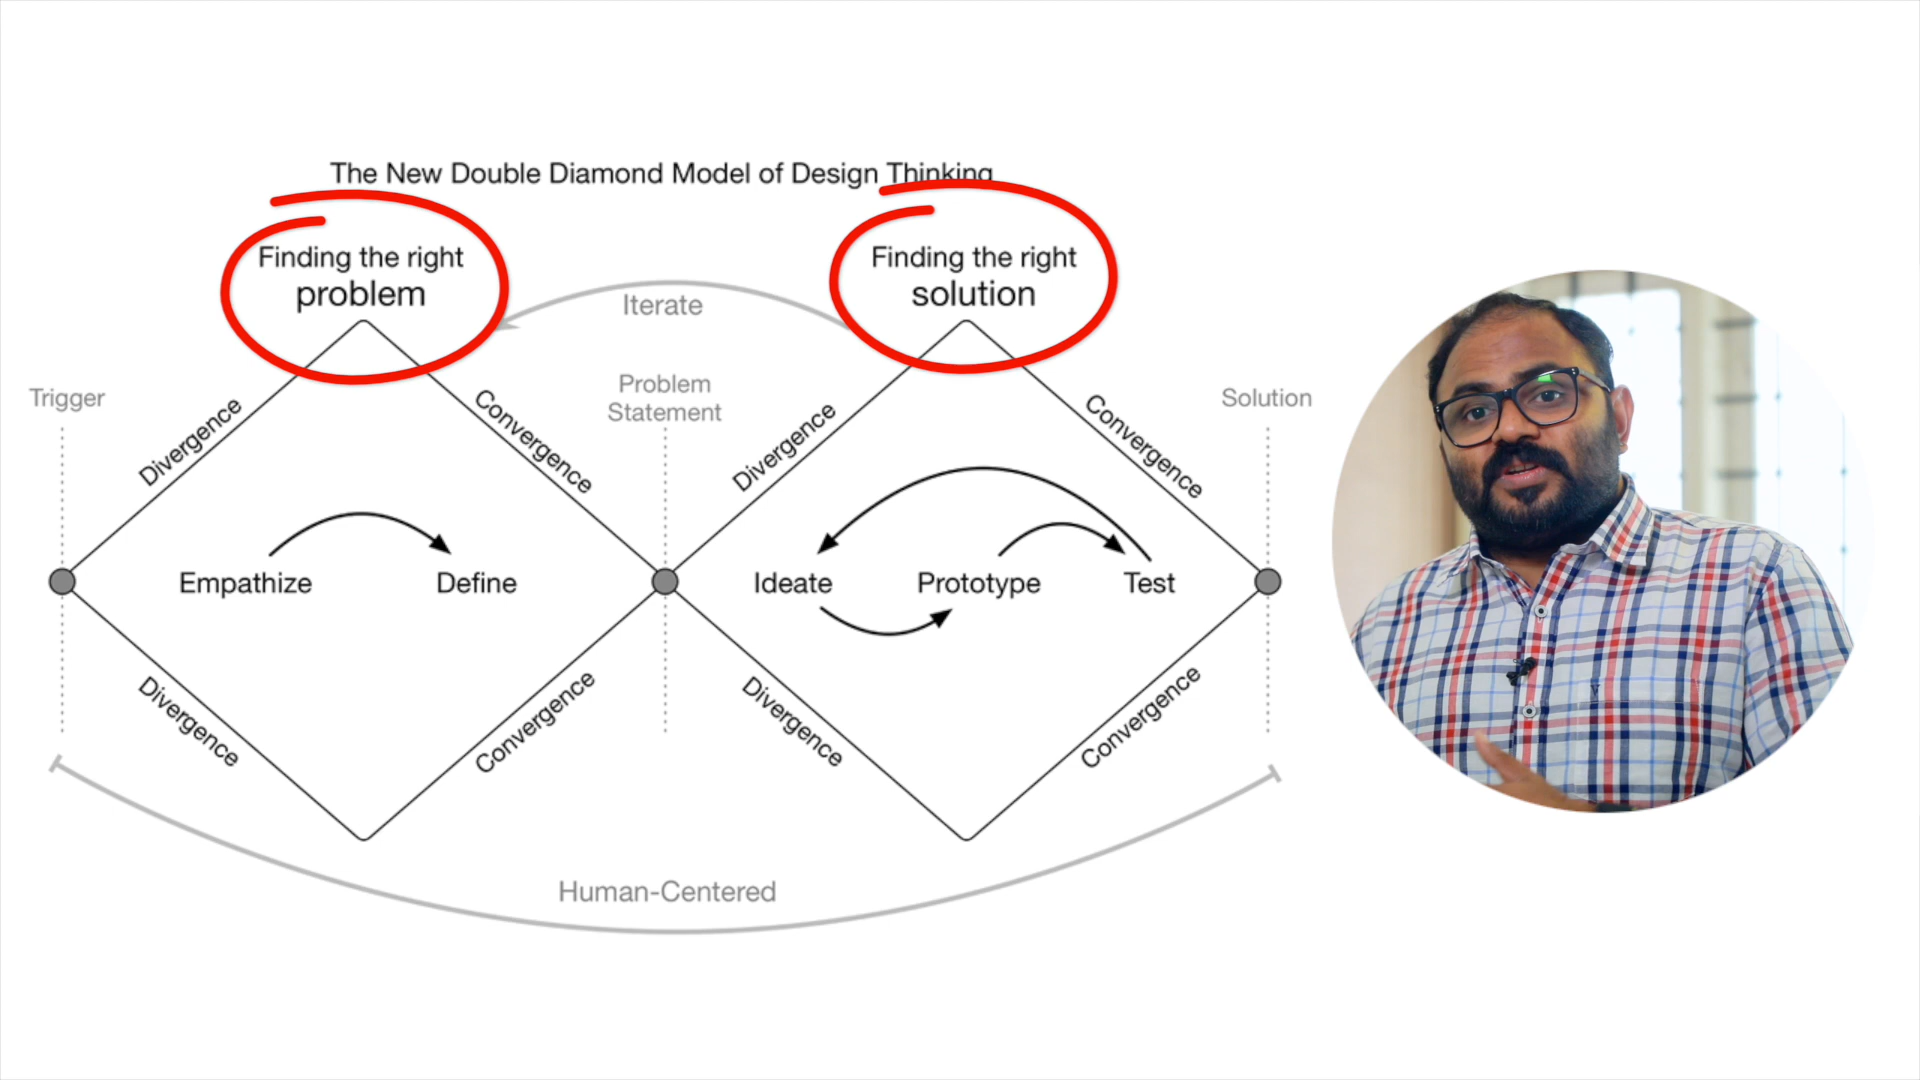 The New Double Diamond Model of Design Thinking
Finding the right
problem
Finding the right
solution
Iterate
Trigger
Problem
Statement
Solution
Divergence
Convergence
Divergence
Convergence
Empathize
Define
Ideate
Prototype
Test
Divergence
Convergence
Divergence
Convergence
Human-Centered